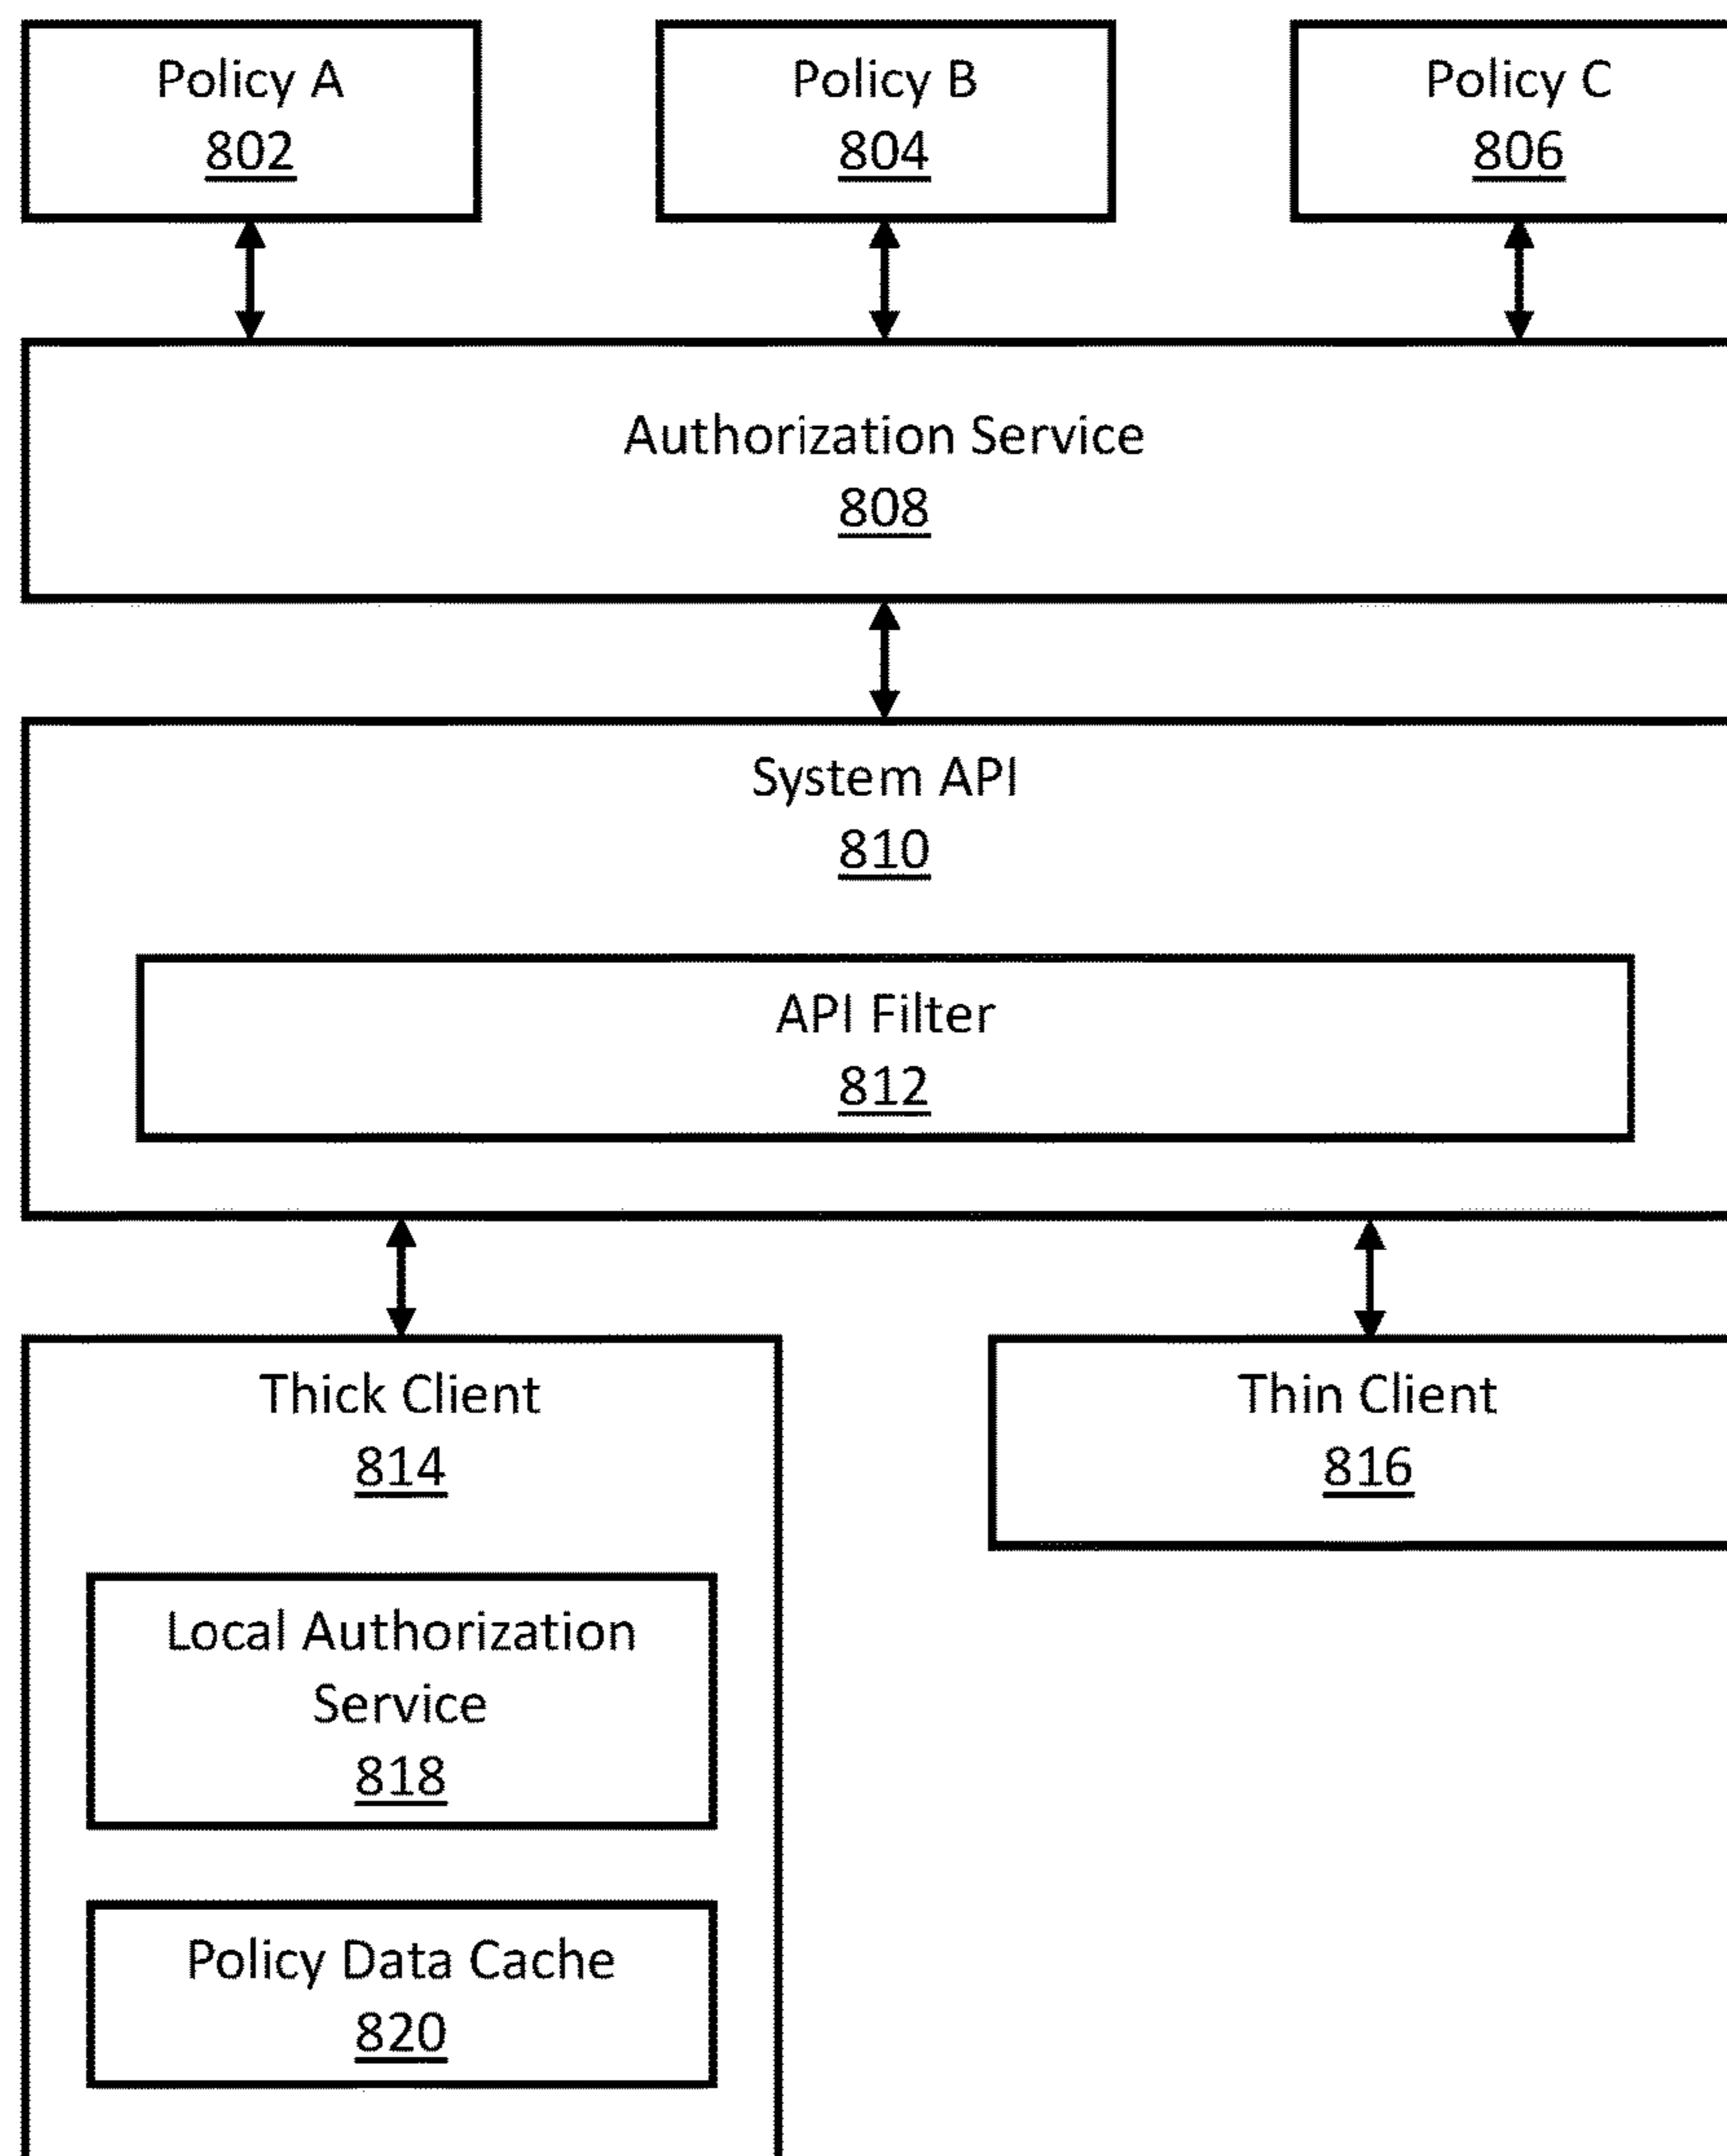 Policy A
802
Policy B
804
Policy C
806
Authorization Service
808
System API
810
API Filter
812
Thick Client
814
Thin Client
816
Local Authorization
Service
818
Policy Data Cache
820